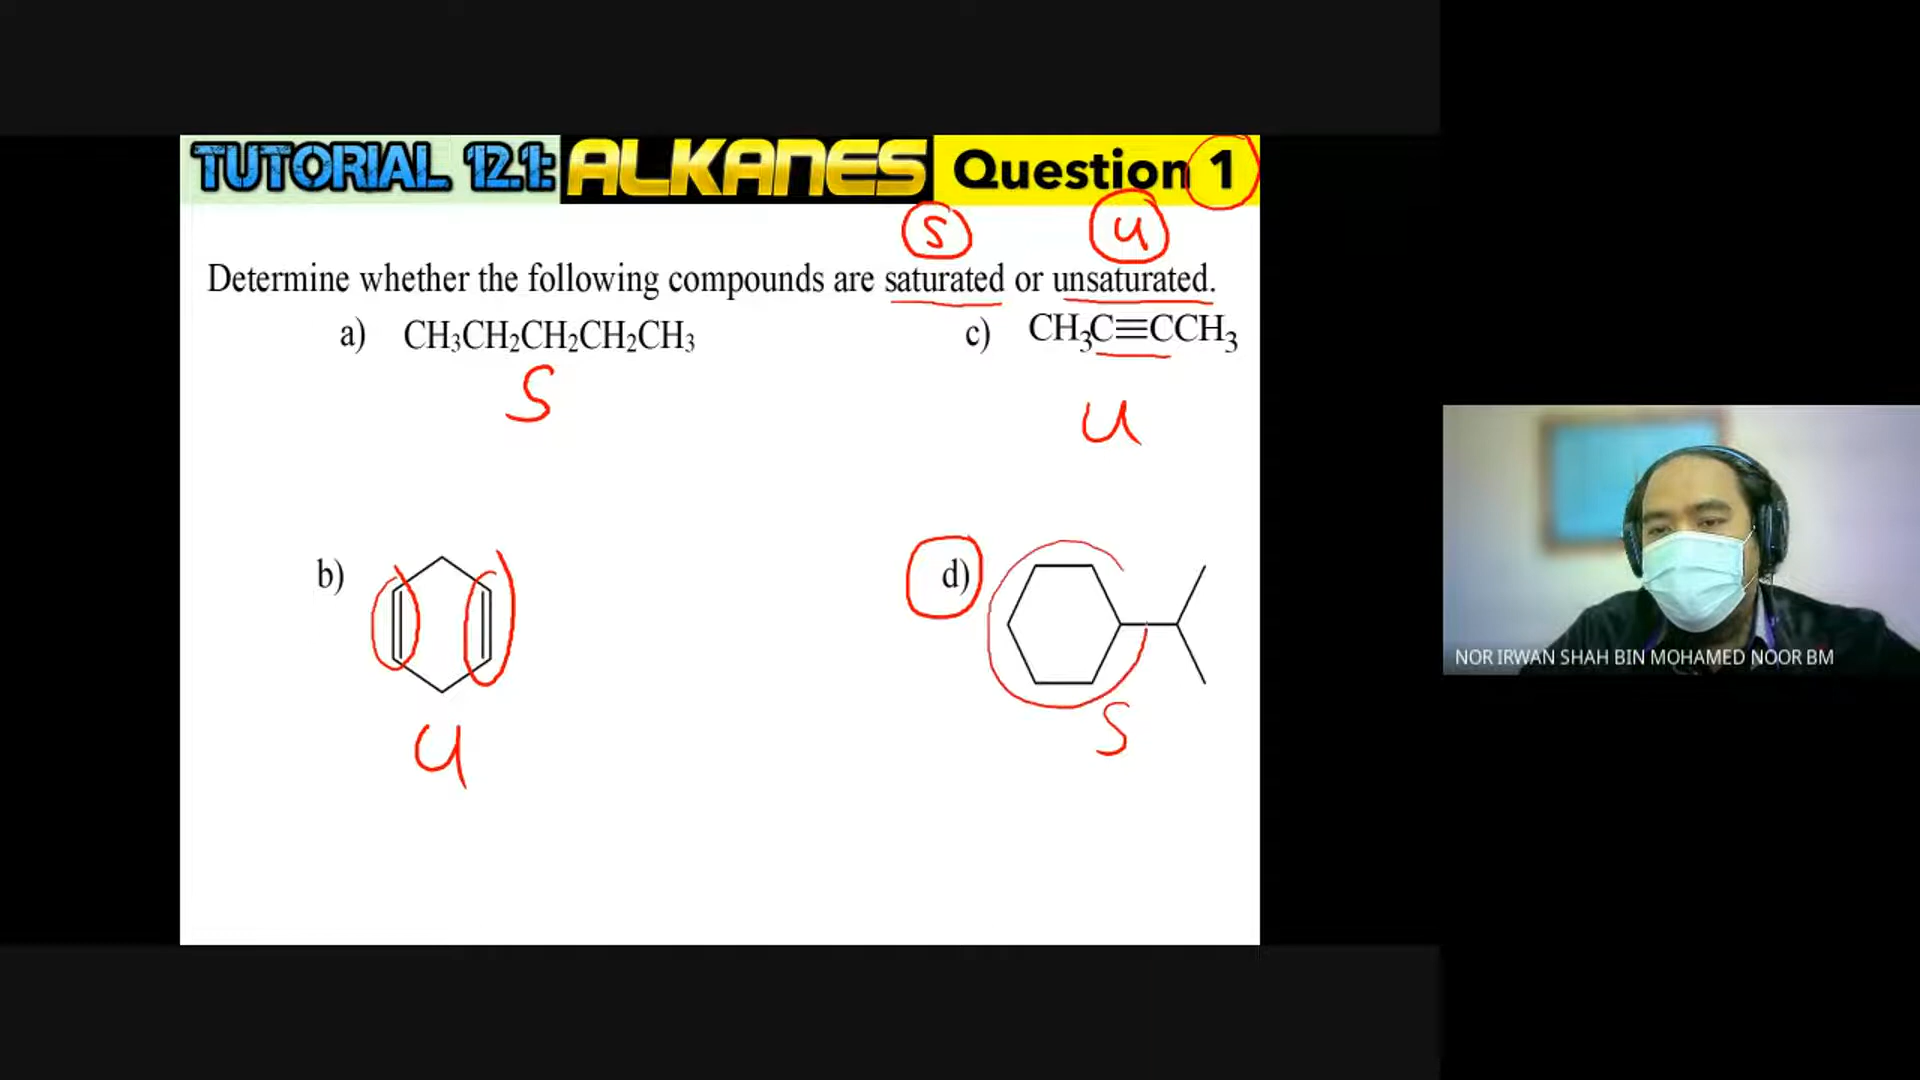 TUTORIAL 12.1: ALKANES Question 1
S U
Determine whether the following compounds are saturated or unsaturated.
a) CH₃CH₂CH₂CH₂CH₃ c) CH₃C≡CCH₃
S U
b) d)
U S
NOR IRWAN SHAH BIN MOHAMED NOOR BM